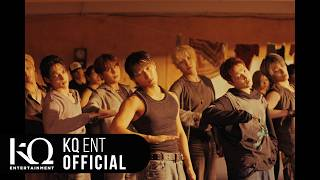 KQ
ENTERTAINMENT
KQ ENT
OFFICIAL